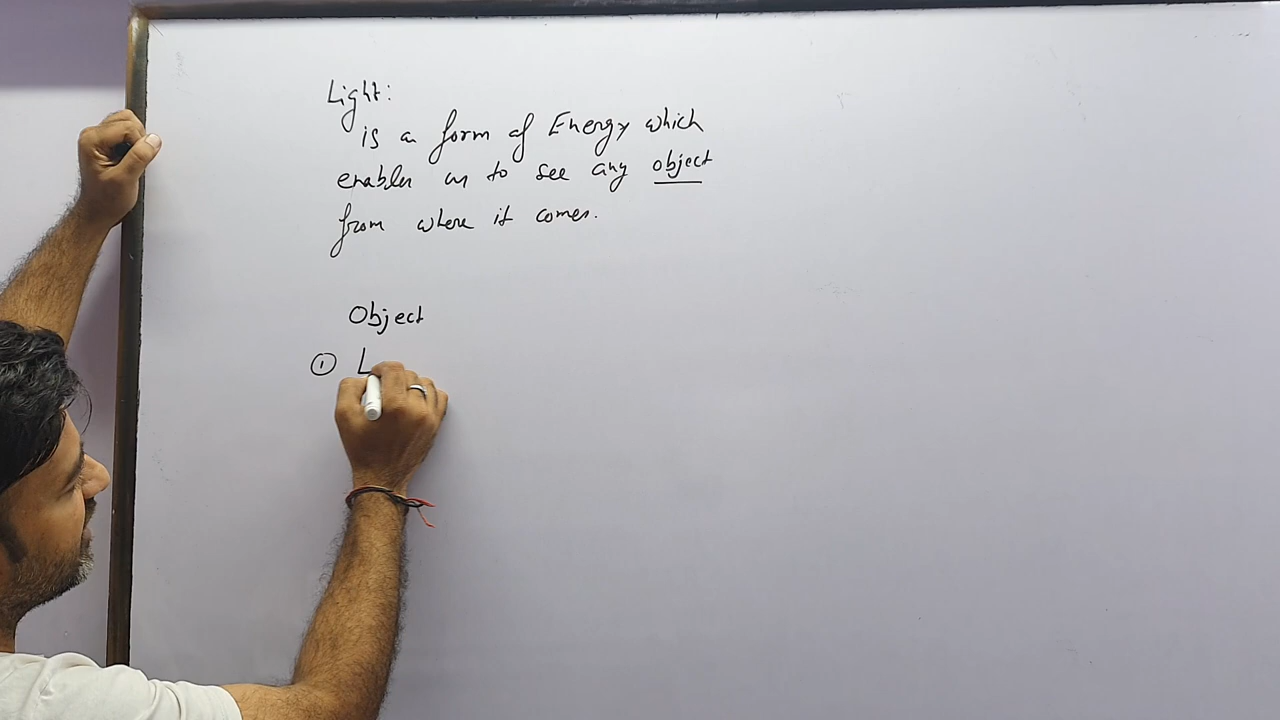 Light:
is a form of Energy which
enables us to see any object
from where it comes.
Object
① L